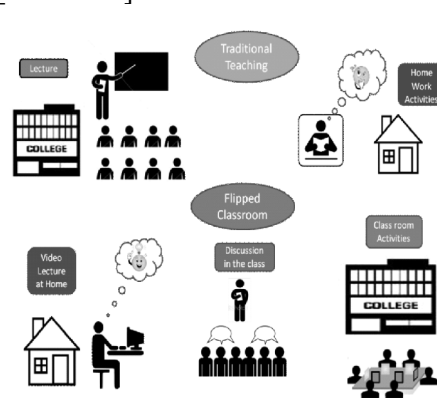 Traditional
Teaching
Lecture
Home
Work
Activities
COLLEGE
Flipped
Classroom
Class room
Activities
Discussion
in the class
Video
Lecture
at Home
COLLEGE